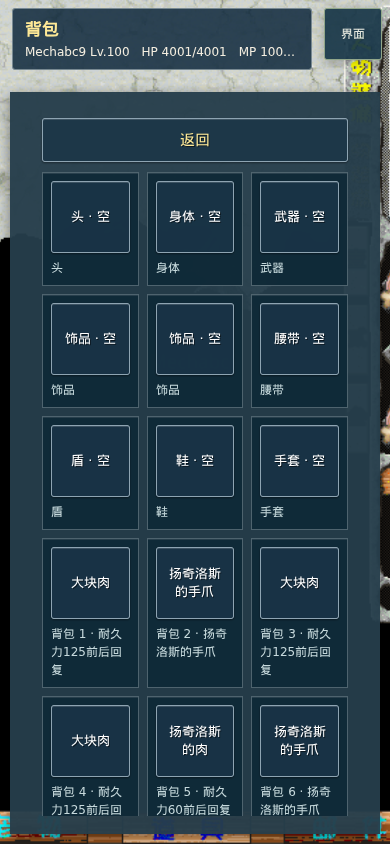 背包
Mechabc9 Lv.100 HP 4001/4001 MP 100...
界面
返回
头 · 空
身体 · 空
武器 · 空
头
身体
武器
饰品 · 空
饰品 · 空
腰带 · 空
饰品
饰品
腰带
盾 · 空
鞋 · 空
手套 · 空
盾
鞋
手套
大块肉
扬奇洛斯
的手爪
大块肉
背包 1 · 耐久
力125前后回
复
背包 2 · 扬奇
洛斯的手爪
背包 3 · 耐久
力125前后回
复
大块肉
扬奇洛斯
的肉
扬奇洛斯
的手爪
背包 4 · 耐久
力125前后回
背包 5 · 耐久
力60前后回复
背包 6 · 扬奇
洛斯的手爪